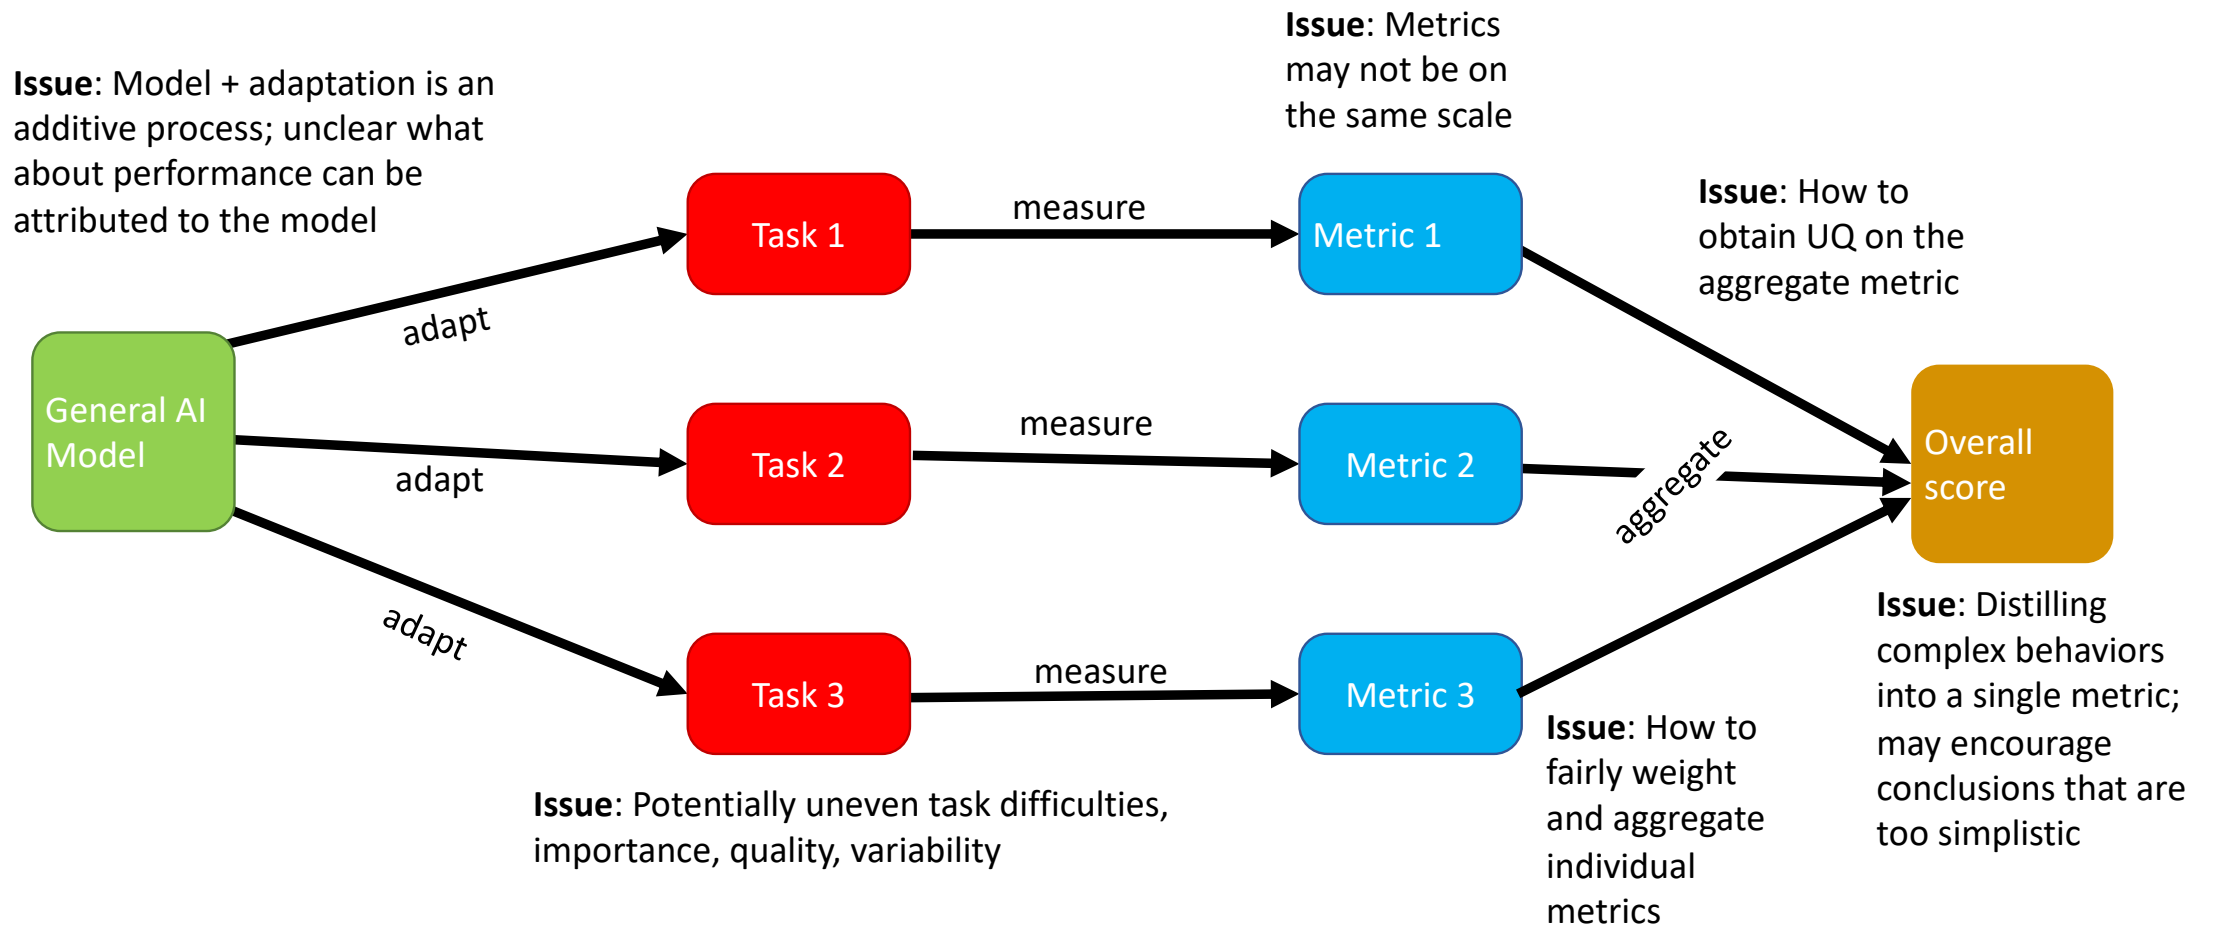 Issue: Model + adaptation is an
additive process; unclear what
about performance can be
attributed to the model
Issue: Metrics
may not be on
the same scale
Issue: How to
obtain UQ on the
aggregate metric
General AI
Model
adapt
adapt
adapt
Task 1
Task 2
Task 3
measure
measure
measure
Metric 1
Metric 2
Metric 3
aggregate
Overall
score
Issue: Potentially uneven task difficulties,
importance, quality, variability
Issue: How to
fairly weight
and aggregate
individual
metrics
Issue: Distilling
complex behaviors
into a single metric;
may encourage
conclusions that are
too simplistic